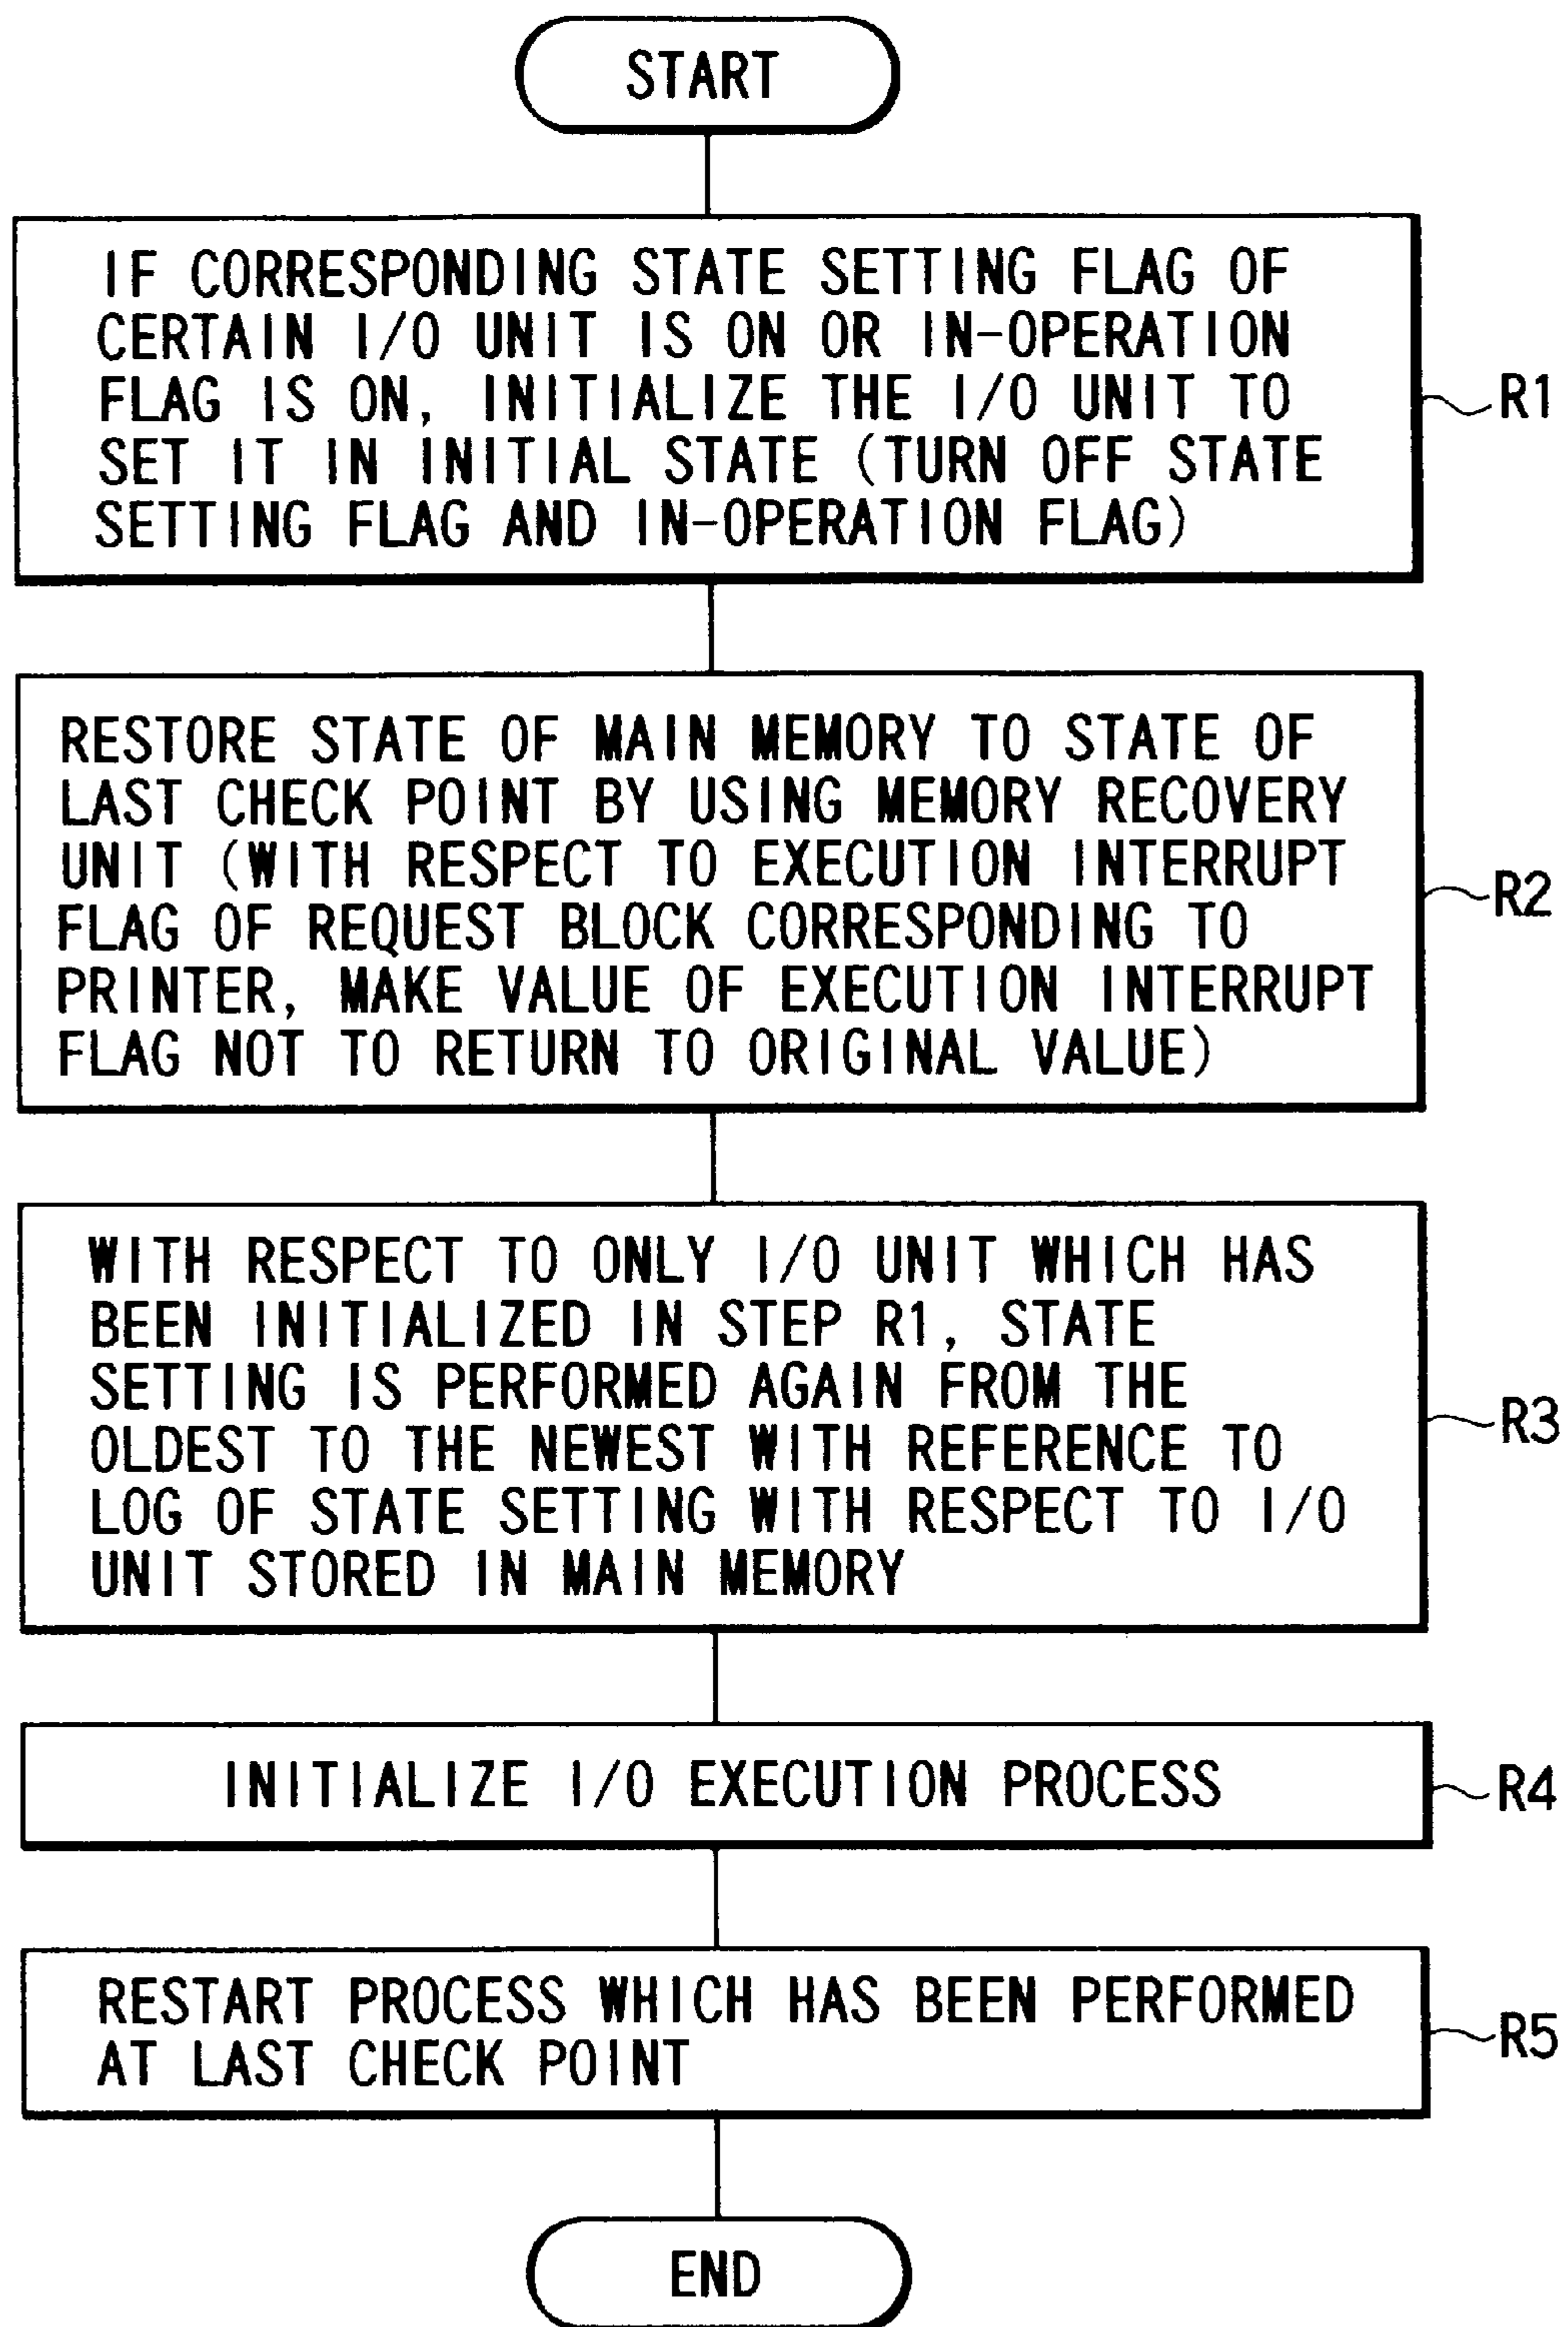 START
IF CORRESPONDING STATE SETTING FLAG OF
CERTAIN I/O UNIT IS ON OR IN-OPERATION
FLAG IS ON, INITIALIZE THE I/O UNIT TO
SET IT IN INITIAL STATE (TURN OFF STATE
SETTING FLAG AND IN-OPERATION FLAG)
R1
RESTORE STATE OF MAIN MEMORY TO STATE OF
LAST CHECK POINT BY USING MEMORY RECOVERY
UNIT (WITH RESPECT TO EXECUTION INTERRUPT
FLAG OF REQUEST BLOCK CORRESPONDING TO
PRINTER, MAKE VALUE OF EXECUTION INTERRUPT
FLAG NOT TO RETURN TO ORIGINAL VALUE)
R2
WITH RESPECT TO ONLY I/O UNIT WHICH HAS
BEEN INITIALIZED IN STEP R1, STATE
SETTING IS PERFORMED AGAIN FROM THE
OLDEST TO THE NEWEST WITH REFERENCE TO
LOG OF STATE SETTING WITH RESPECT TO I/O
UNIT STORED IN MAIN MEMORY
R3
INITIALIZE I/O EXECUTION PROCESS
R4
RESTART PROCESS WHICH HAS BEEN PERFORMED
AT LAST CHECK POINT
R5
END